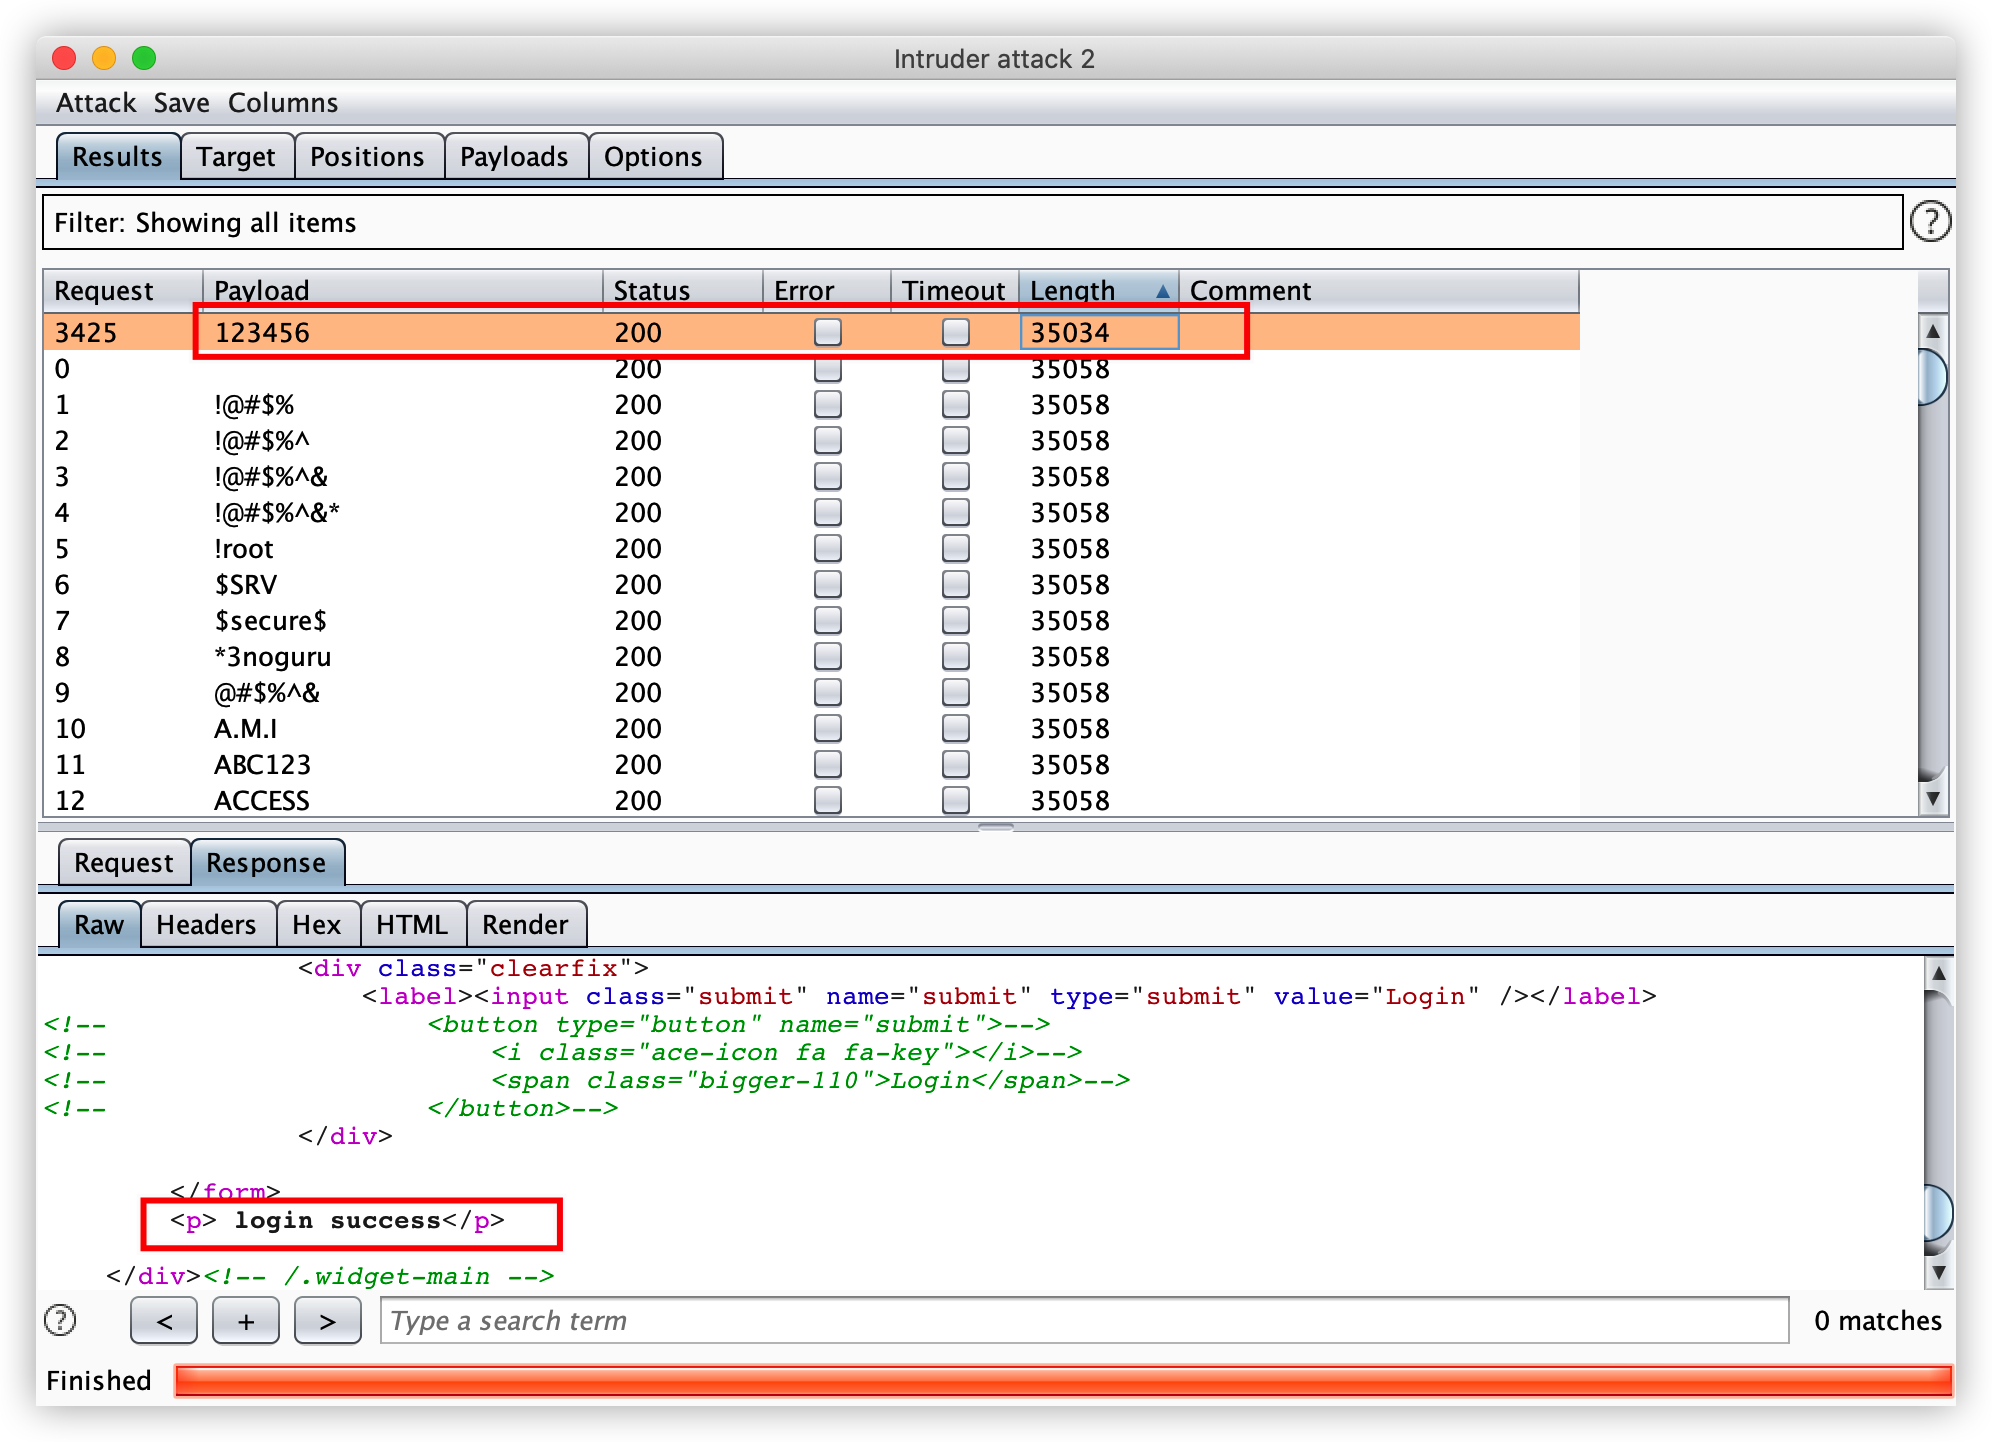 Intruder attack 2
Attack Save Columns
Results Target Positions Payloads Options
Filter: Showing all items ?
Request Payload Status Error Timeout Length ▲ Comment
3425 123456 200 35034
0 200 35058
1 !@#$% 200 35058
2 !@#$%^ 200 35058
3 !@#$%^& 200 35058
4 !@#$%^&* 200 35058
5 !root 200 35058
6 $SRV 200 35058
7 $secure$ 200 35058
8 *3noguru 200 35058
9 @#$%^& 200 35058
10 A.M.I 200 35058
11 ABC123 200 35058
12 ACCESS 200 35058
Request Response
Raw Headers Hex HTML Render
<div class="clearfix">
<label><input class="submit" name="submit" type="submit" value="Login" /></label>
<!-- <button type="button" name="submit">-->
<!-- <i class="ace-icon fa fa-key"></i>-->
<!-- <span class="bigger-110">Login</span>-->
<!-- </button>-->
</div>
</form>
<p> login success</p>
</div><!-- /.widget-main -->
? < + > Type a search term 0 matches
Finished